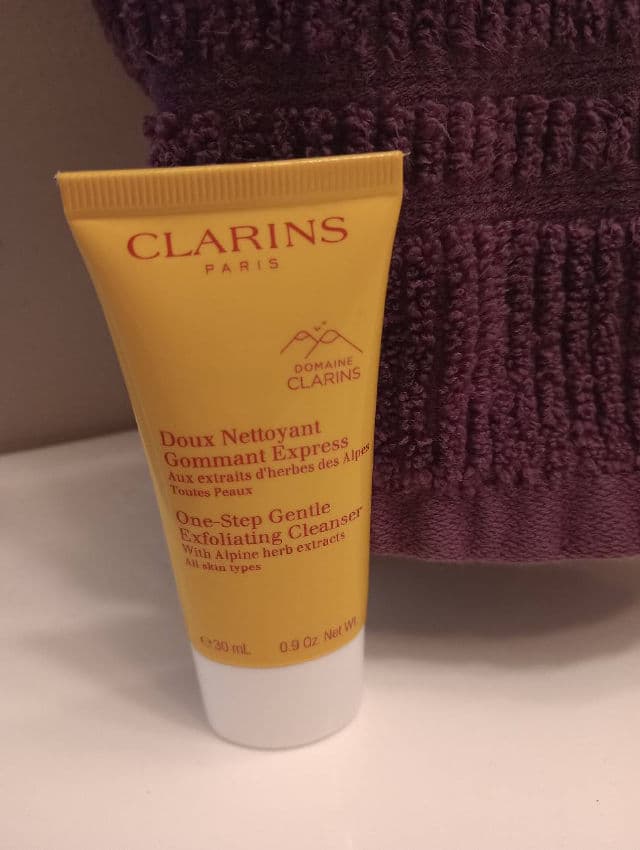 CLARINS
PARIS
DOMAINE
CLARINS
Doux Nettoyant
Gommant Express
Aux extraits d'herbes des Alpes
Toutes Peaux
One-Step Gentle
Exfoliating Cleanser
With Alpine herb extracts
All skin types
℮ 30 mL 0.9 Oz. Net Wt.